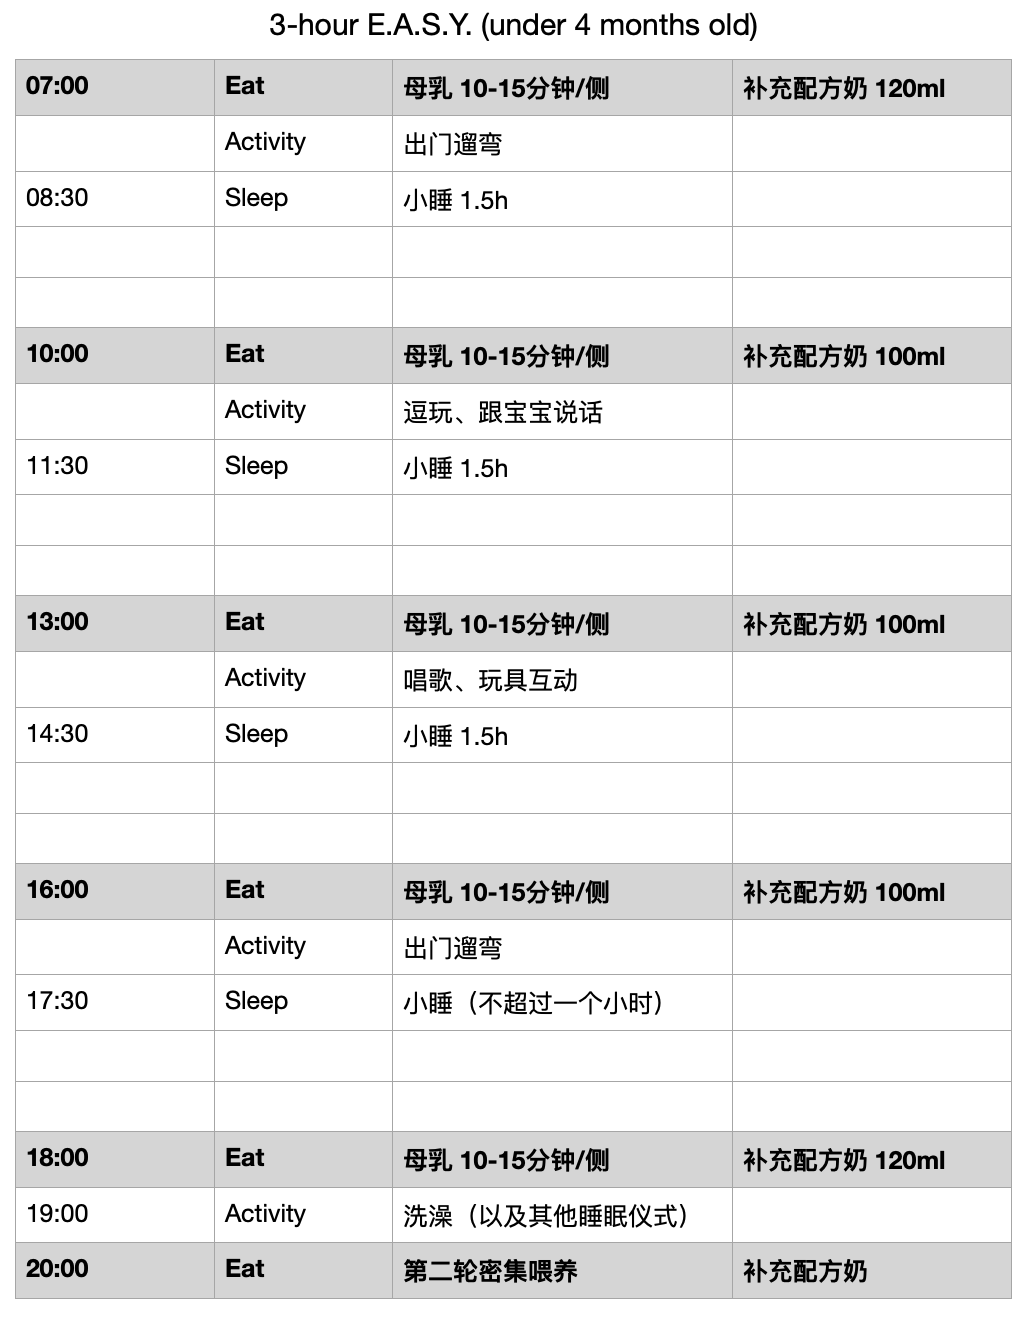 3-hour E.A.S.Y. (under 4 months old)
07:00 Eat 母乳 10-15分钟/侧 补充配方奶 120ml
Activity 出门遛弯
08:30 Sleep 小睡 1.5h
10:00 Eat 母乳 10-15分钟/侧 补充配方奶 100ml
Activity 逗玩、跟宝宝说话
11:30 Sleep 小睡 1.5h
13:00 Eat 母乳 10-15分钟/侧 补充配方奶 100ml
Activity 唱歌、玩具互动
14:30 Sleep 小睡 1.5h
16:00 Eat 母乳 10-15分钟/侧 补充配方奶 100ml
Activity 出门遛弯
17:30 Sleep 小睡（不超过一个小时）
18:00 Eat 母乳 10-15分钟/侧 补充配方奶 120ml
19:00 Activity 洗澡（以及其他睡眠仪式）
20:00 Eat 第二轮密集喂养 补充配方奶